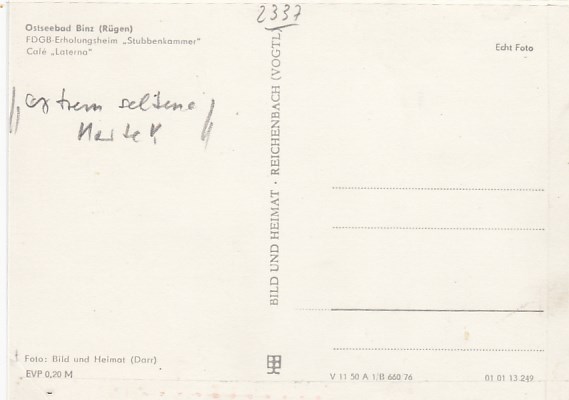 2337
Ostseebad Binz (Rügen)
FDGB-Erholungsheim „Stubbenkammer"
Café „Laterna"
Echt Foto
extrem seltene
Karte!
BILD UND HEIMAT · REICHENBACH (VOGTL)
Foto: Bild und Heimat (Darr)
EVP 0,20 M
V 11 50 A 1/B 660 76
01 01 13 249